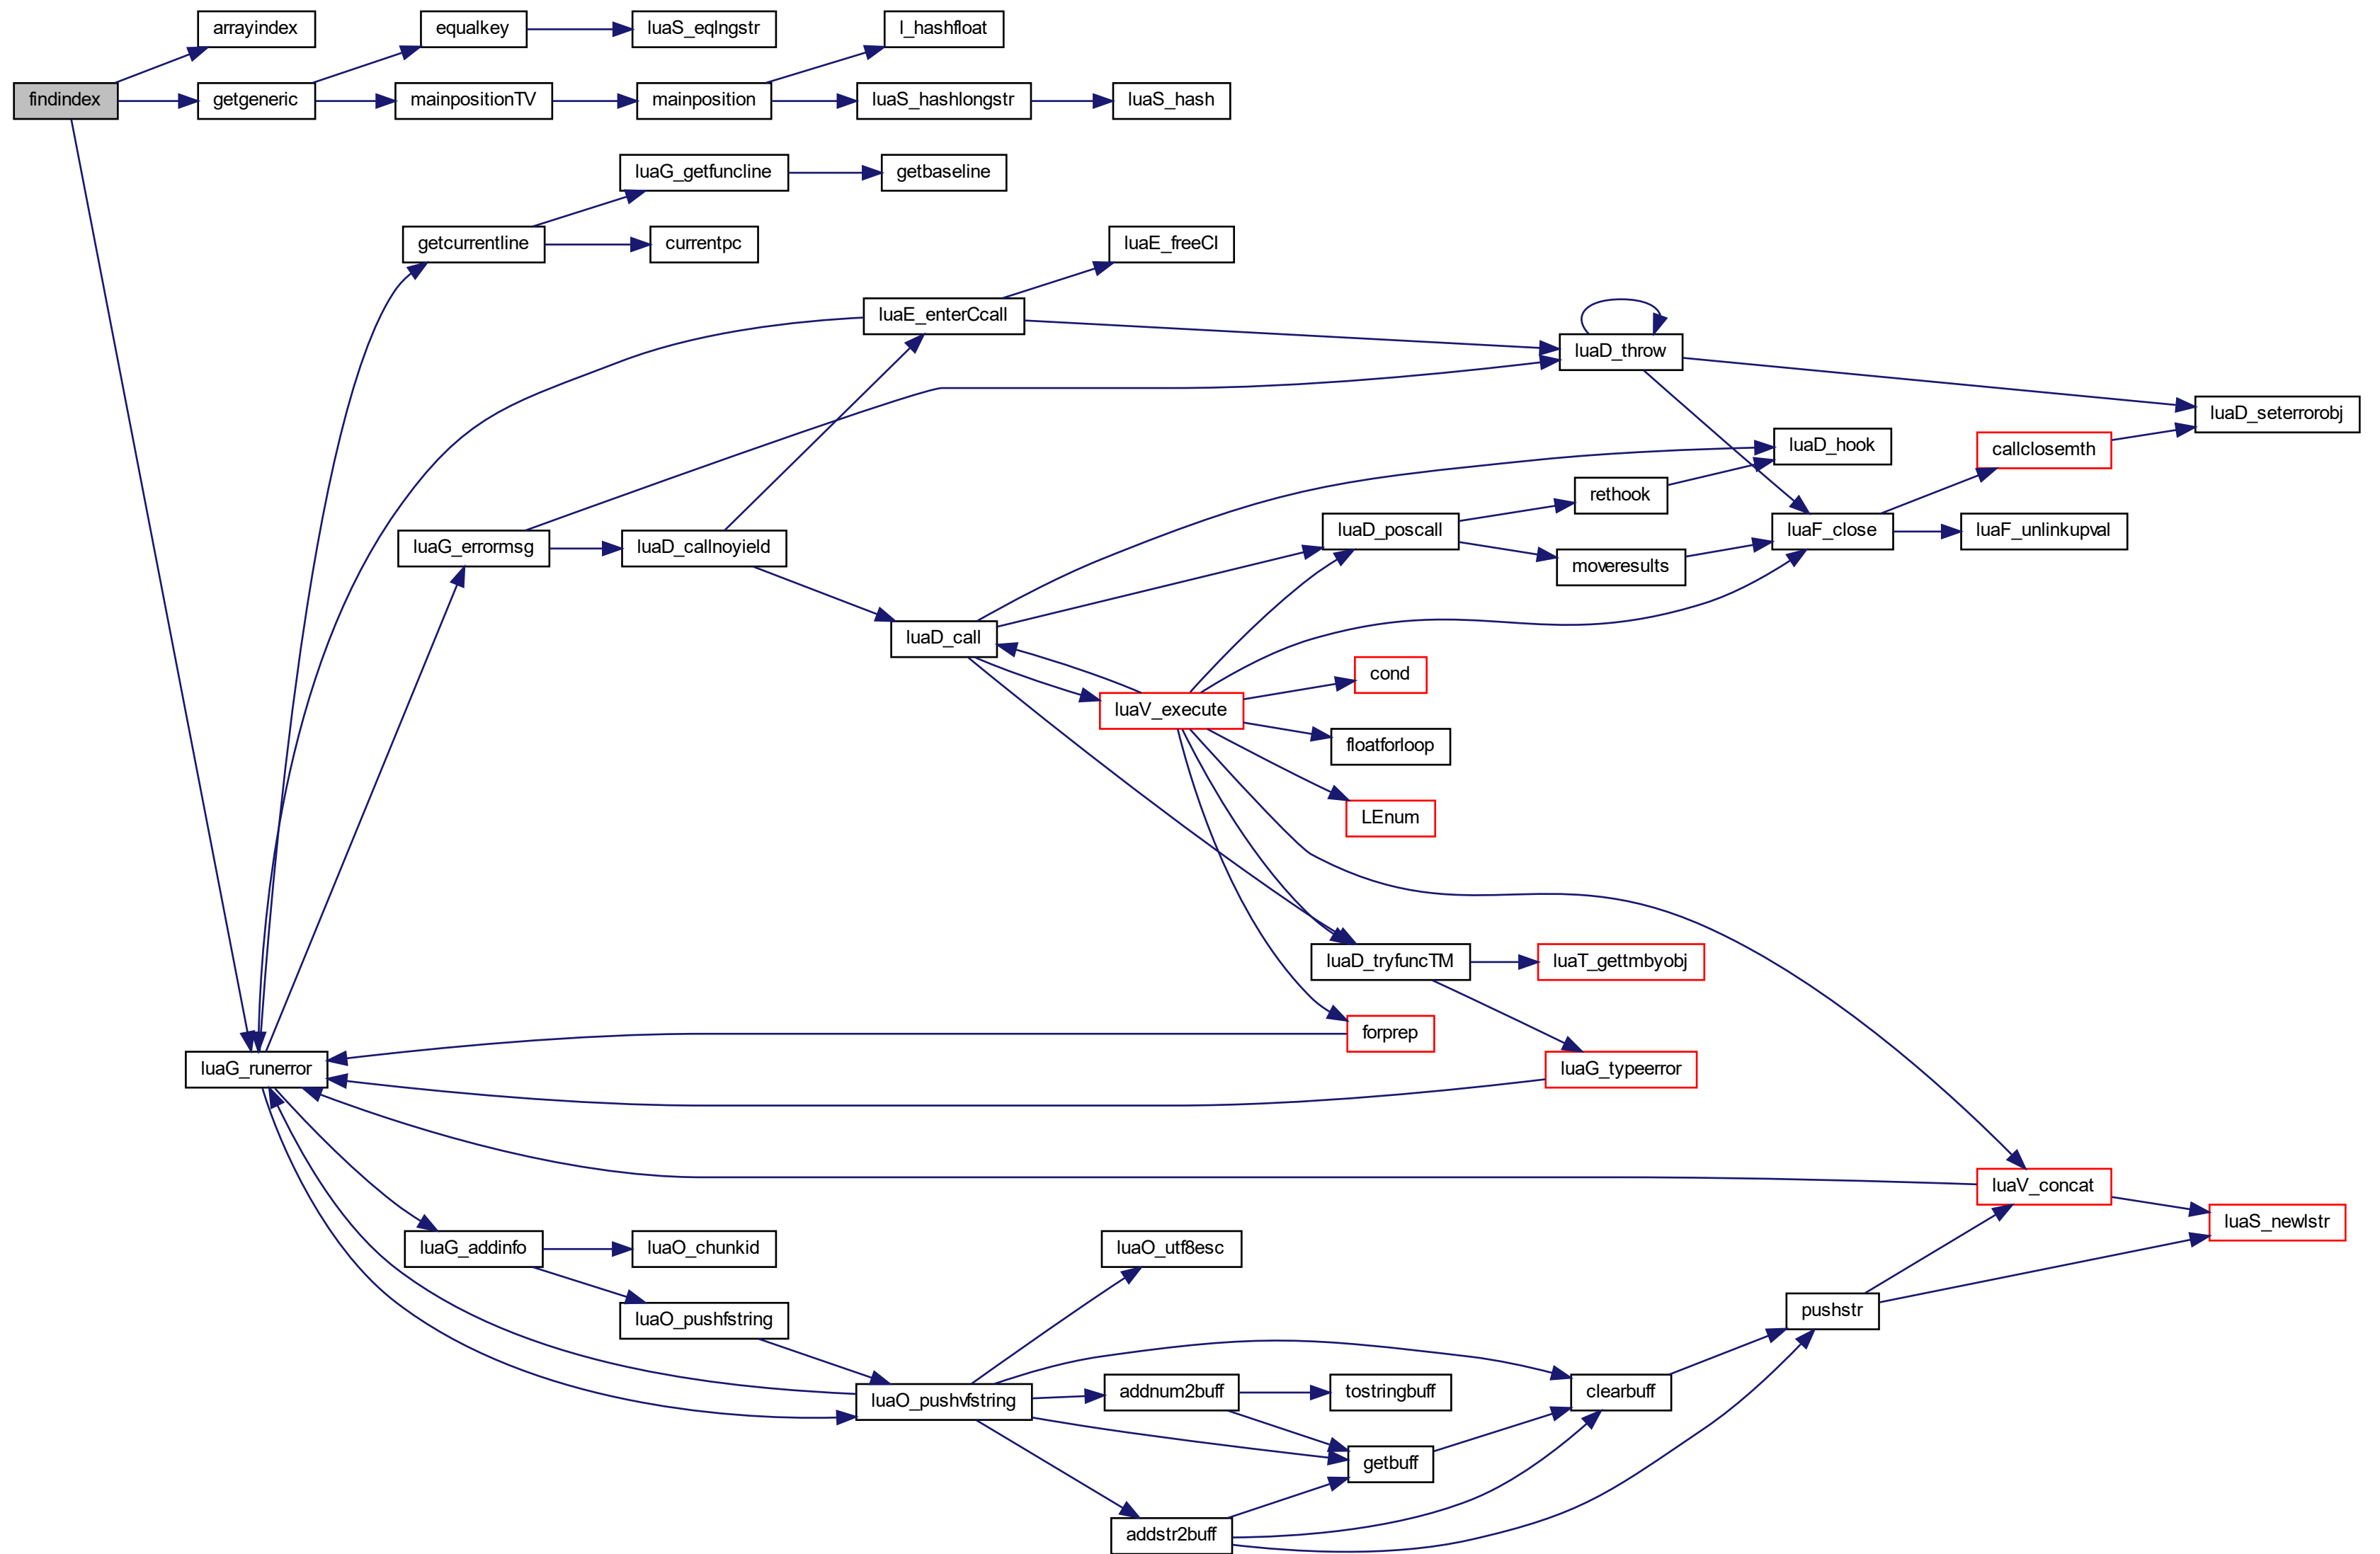 arrayindex
equalkey
luaS_eqlngstr
l_hashfloat
findindex
getgeneric
mainpositionTV
mainposition
luaS_hashlongstr
luaS_hash
luaG_getfuncline
getbaseline
getcurrentline
currentpc
luaE_freeCI
luaE_enterCcall
luaD_throw
luaD_seterrorobj
luaD_hook
callclosemth
rethook
luaD_poscall
luaF_close
luaF_unlinkupval
luaG_errormsg
luaD_callnoyield
moveresults
luaD_call
cond
luaV_execute
floatforloop
LEnum
luaD_tryfuncTM
luaT_gettmbyobj
forprep
luaG_runerror
luaG_typeerror
luaV_concat
luaS_newlstr
luaG_addinfo
luaO_chunkid
luaO_utf8esc
luaO_pushfstring
pushstr
luaO_pushvfstring
addnum2buff
tostringbuff
clearbuff
getbuff
addstr2buff